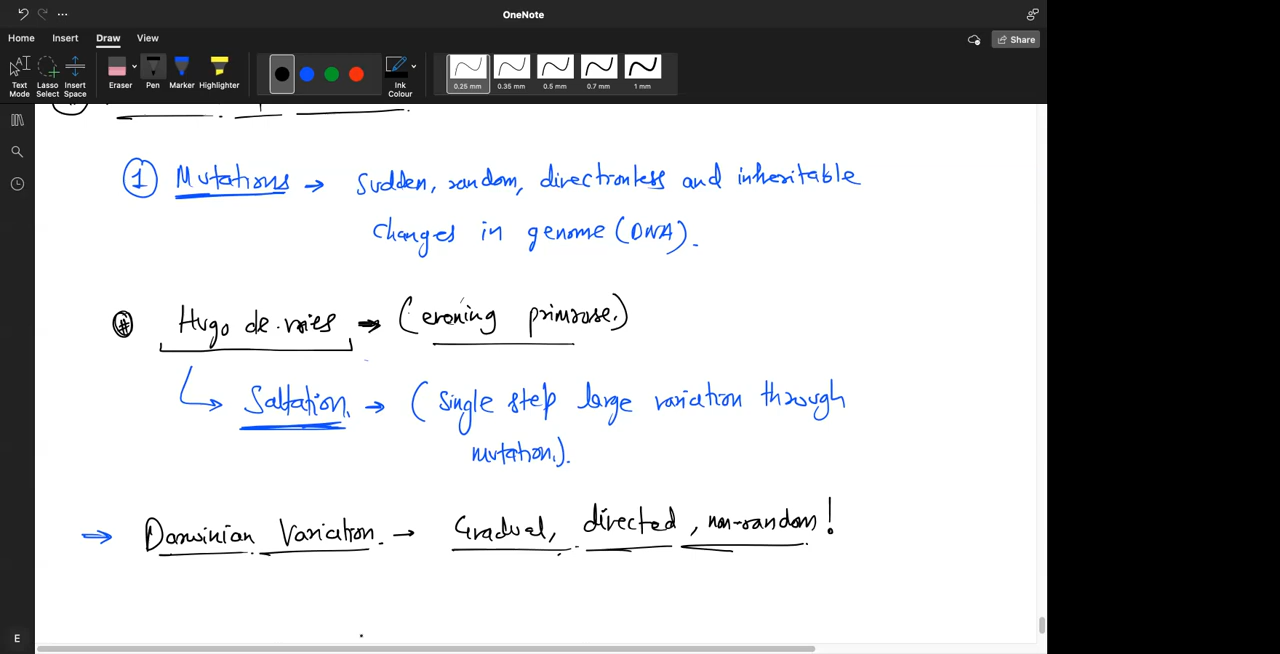 OneNote
Home Insert Draw View
Share
Text Mode
Lasso Select
Insert Space
Eraser
Pen
Marker
Highlighter
Ink Colour
0.25 mm
0.35 mm
0.5 mm
0.7 mm
1 mm
① Mutations → Sudden, random, directionless and inheritable
changes in genome (DNA).
# Hugo de.vries → (evening primrose.)
Saltation. → (Single step large variation through
mutation.).
⇒ Darwinian Variation. → Gradual, directed, non-random!
E